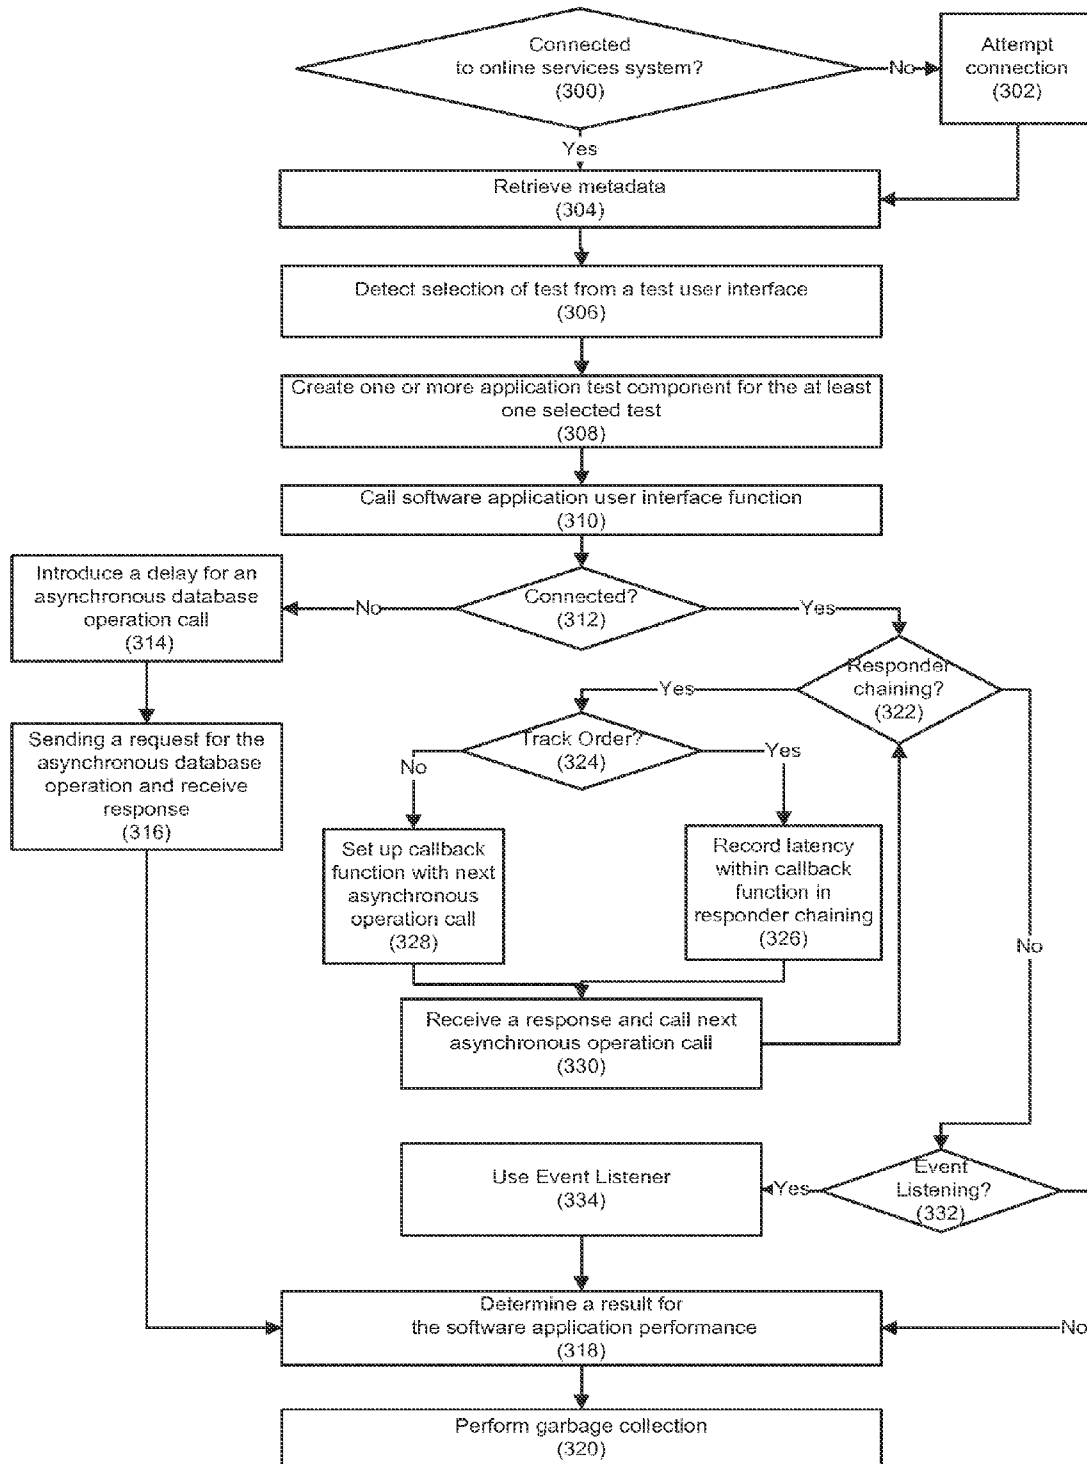 Connected
to online services system?
(300)
No
Attempt
connection
(302)
Yes
Retrieve metadata
(304)
Detect selection of test from a test user interface
(306)
Create one or more application test component for the at least
one selected test
(308)
Call software application user interface function
(310)
Introduce a delay for an
asynchronous database
operation call
(314)
No
Connected?
(312)
Yes
Responder
chaining?
(322)
Yes
Sending a request for the
asynchronous database
operation and receive
response
(316)
Track Order?
(324)
No
Yes
Set up callback
function with next
asynchronous
operation call
(328)
Record latency
within callback
function in
responder chaining
(326)
No
Receive a response and call next
asynchronous operation call
(330)
Use Event Listener
(334)
Yes
Event
Listening?
(332)
Determine a result for
the software application performance
(318)
No
Perform garbage collection
(320)